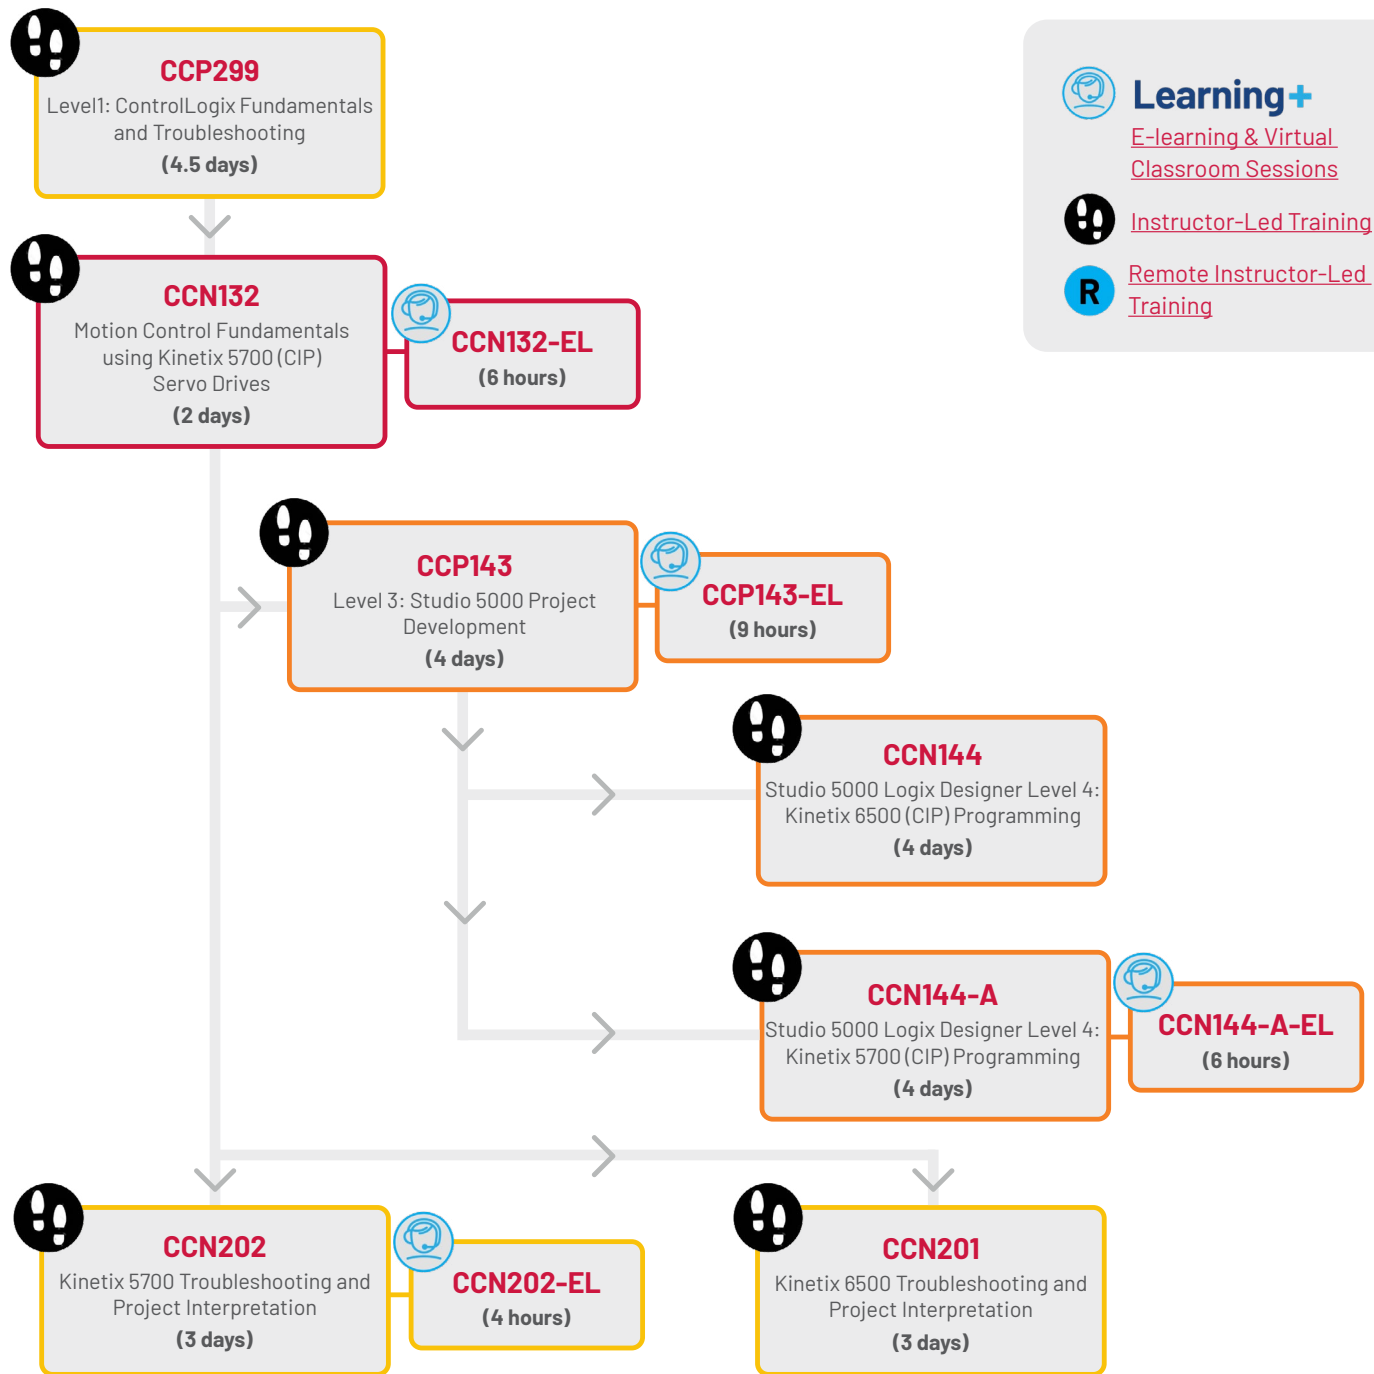 CCP299
Level1: ControlLogix Fundamentals
and Troubleshooting
(4.5 days)
Learning+
E-learning & Virtual
Classroom Sessions
Instructor-Led Training
R
Remote Instructor-Led
Training
CCN132
Motion Control Fundamentals
using Kinetix 5700 (CIP)
Servo Drives
(2 days)
CCN132-EL
(6 hours)
CCP143
Level 3: Studio 5000 Project
Development
(4 days)
CCP143-EL
(9 hours)
CCN144
Studio 5000 Logix Designer Level 4:
Kinetix 6500 (CIP) Programming
(4 days)
CCN144-A
Studio 5000 Logix Designer Level 4:
Kinetix 5700 (CIP) Programming
(4 days)
CCN144-A-EL
(6 hours)
CCN202
Kinetix 5700 Troubleshooting and
Project Interpretation
(3 days)
CCN202-EL
(4 hours)
CCN201
Kinetix 6500 Troubleshooting and
Project Interpretation
(3 days)